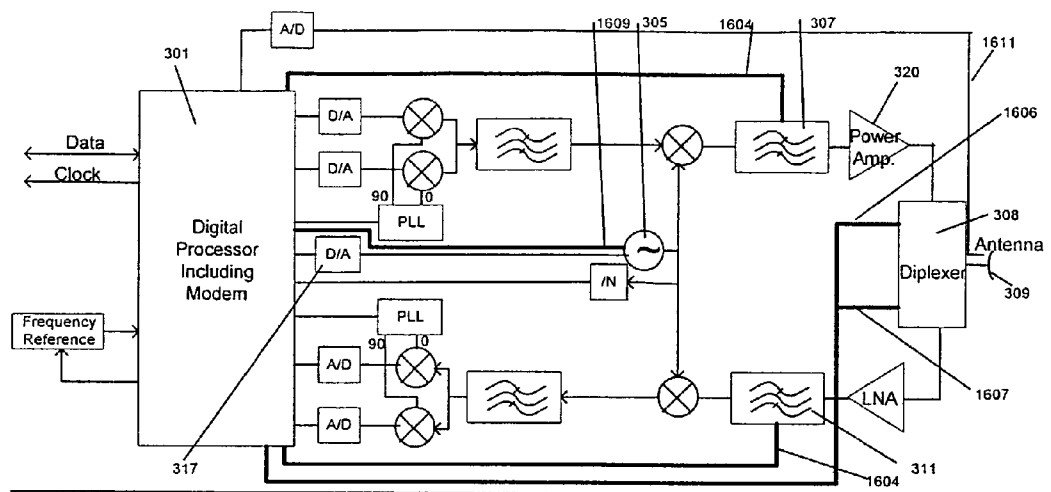 1609
305
1604
307
1611
A/D
301
320
1606
D/A
Power
Amp.
Data
D/A
Clock
90
0
PLL
308
Digital
Processor
Including
Modem
D/A
Antenna
Diplexer
/N
309
PLL
Frequency
Reference
90
0
A/D
LNA
1607
A/D
317
311
1604